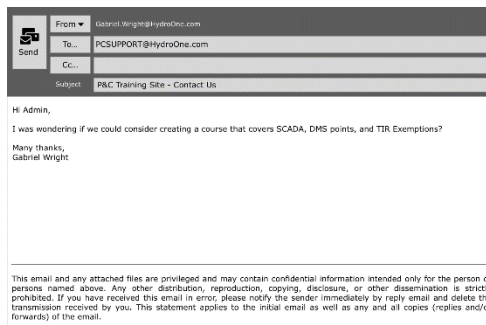 From Gabriel.Wright@HydroOne.com
Send
To... PCSUPPORT@HydroOne.com
Cc...
Subject P&C Training Site - Contact Us
Hi Admin,
I was wondering if we could consider creating a course that covers SCADA, DMS points, and TIR Exemptions?
Many thanks,
Gabriel Wright
This email and any attached files are privileged and may contain confidential information intended only for the person o
persons named above. Any other distribution, reproduction, copying, disclosure, or other dissemination is strict
prohibited. If you have received this email in error, please notify the sender immediately by reply email and delete th
transmission received by you. This statement applies to the initial email as well as any and all copies (replies and/o
forwards) of the email.